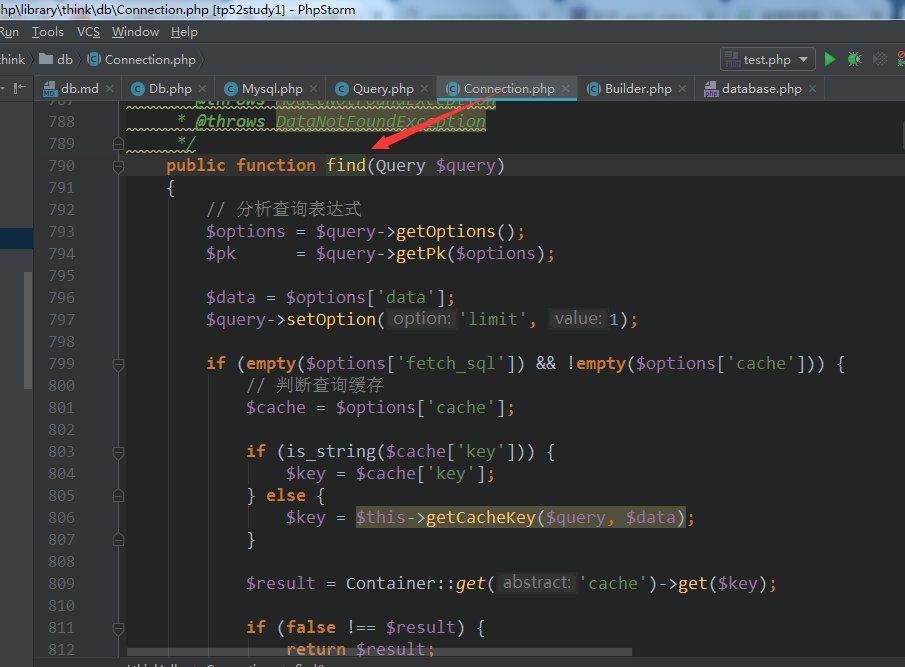 hp\library\think\db\Connection.php [tp52study1] - PhpStorm
Run Tools VCS Window Help
think db Connection.php test.php
db.md Db.php Mysql.php Query.php Connection.php Builder.php database.php
787 * @throws ModelNotFoundException
788 * @throws DataNotFoundException
789 */
790 public function find(Query $query)
791 {
792 // 分析查询表达式
793 $options = $query->getOptions();
794 $pk      = $query->getPk($options);
795
796 $data = $options['data'];
797 $query->setOption( option: 'limit', value: 1);
798
799 if (empty($options['fetch_sql']) && !empty($options['cache'])) {
800 // 判断查询缓存
801 $cache = $options['cache'];
802
803 if (is_string($cache['key'])) {
804 $key = $cache['key'];
805 } else {
806 $key = $this->getCacheKey($query, $data);
807 }
808
809 $result = Container::get( abstract: 'cache')->get($key);
810
811 if (false !== $result) {
812 return $result;